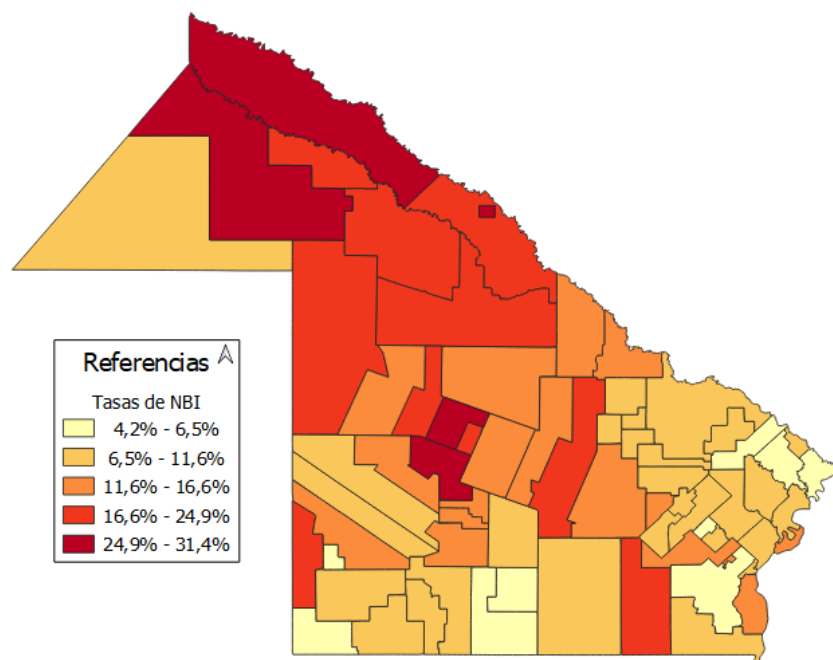 Referencias
Tasas de NBI
4,2% - 6,5%
6,5% - 11,6%
11,6% - 16,6%
16,6% - 24,9%
24,9% - 31,4%